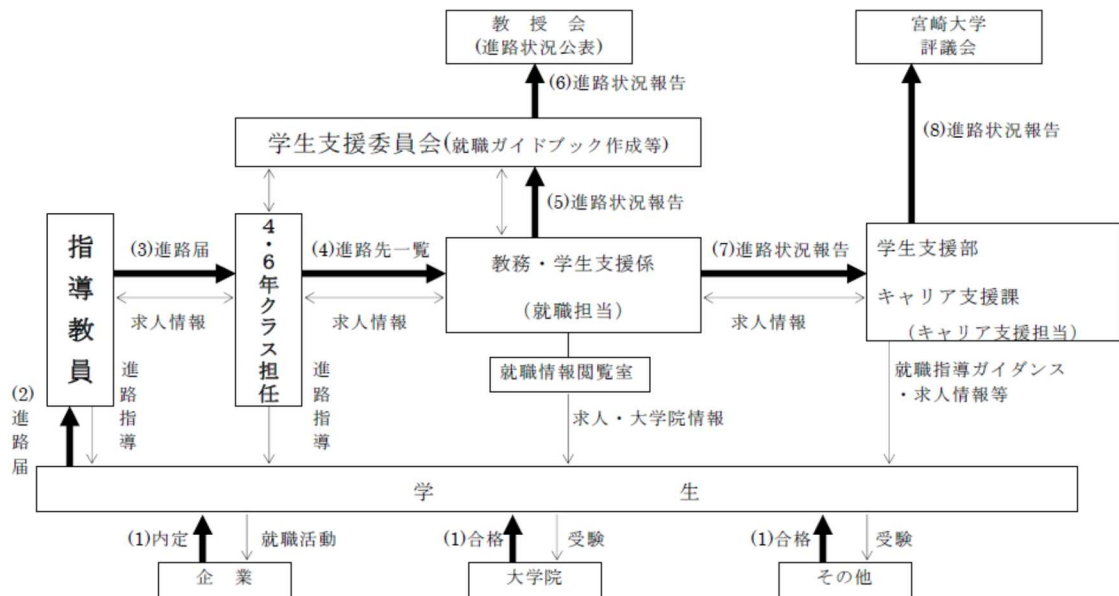 教　授　会
(進路状況公表)
宮崎大学
評議会
(6)進路状況報告
(8)進路状況報告
学生支援委員会(就職ガイドブック作成等)
(5)進路状況報告
指導教員
(3)進路届
求人情報
4・6年クラス担任
(4)進路先一覧
求人情報
教務・学生支援係
(就職担当)
(7)進路状況報告
求人情報
学生支援部
キャリア支援課
(キャリア支援担当)
就職情報閲覧室
(2)進路届
進路指導
進路指導
求人・大学院情報
就職指導ガイダンス
・求人情報等
学　生
(1)内定
就職活動
(1)合格
受験
(1)合格
受験
企　業
大学院
その他